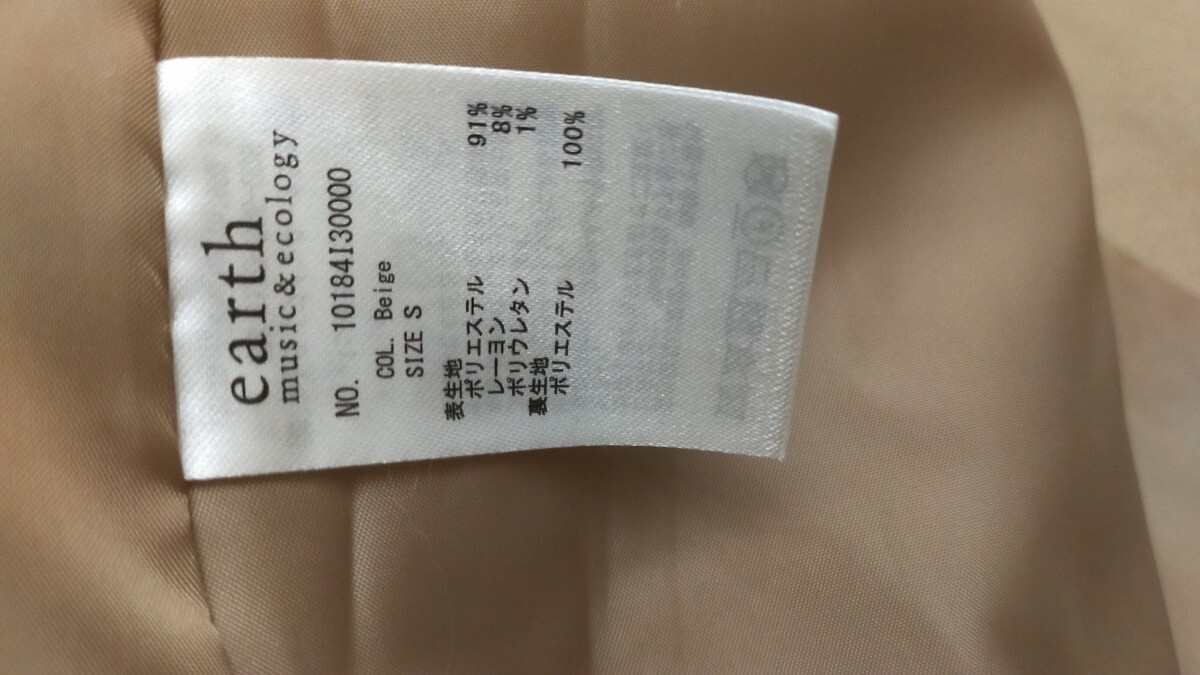 earth
music&ecology
NO. 10184I30000
COL. Beige
SIZE S
表生地
ポリエステル 91%
レーヨン 8%
ポリウレタン 1%
裏生地
ポリエステル 100%